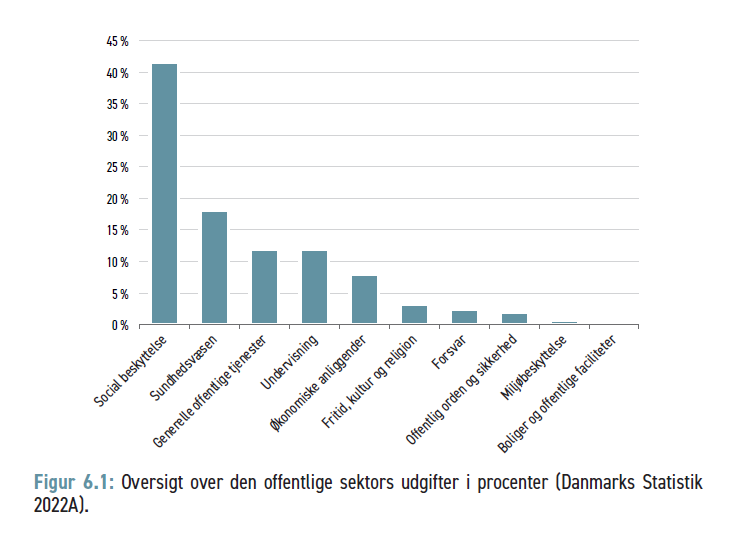 45 %
40 %
35 %
30 %
25 %
20 %
15 %
10 %
5 %
0 %
Social beskyttelse
Sundhedsvæsen
Generelle offentlige tjenester
Undervisning
Økonomiske anliggender
Fritid, kultur og religion
Forsvar
Offentlig orden og sikkerhed
Miljøbeskyttelse
Boliger og offentlige faciliteter
Figur 6.1: Oversigt over den offentlige sektors udgifter i procenter (Danmarks Statistik
2022A).